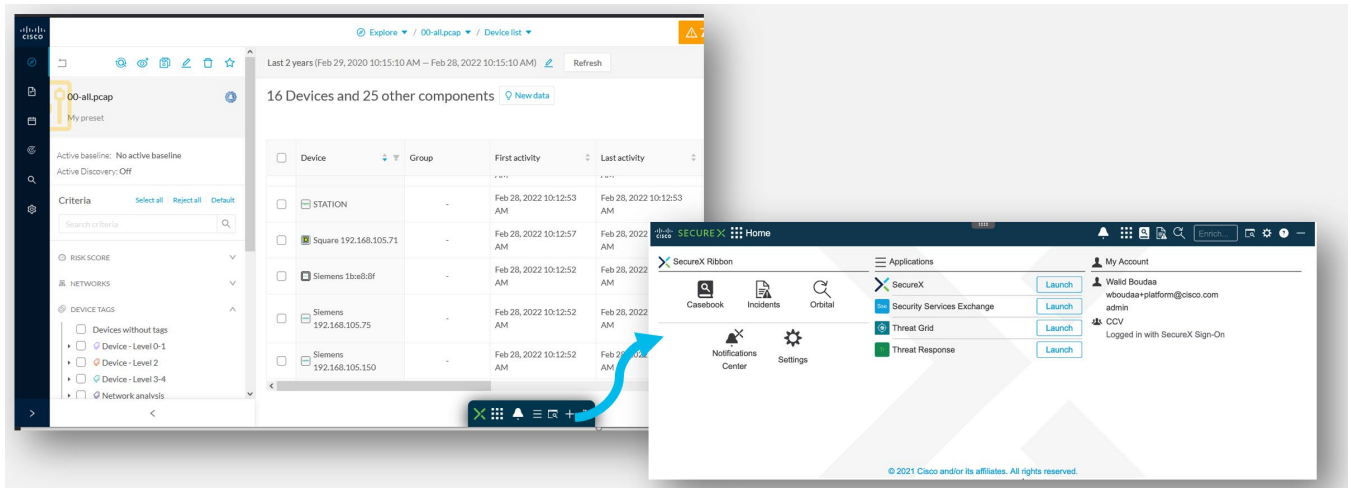 cisco
Explore / 00-all.pcap / Device list
Last 2 years (Feb 29, 2020 10:15:10 AM — Feb 28, 2022 10:15:10 AM) Refresh
00-all.pcap
My preset
16 Devices and 25 other components New data
Active baseline: No active baseline
Active Discovery: Off
Criteria Select all Reject all Default
Search criteria
RISK SCORE
NETWORKS
DEVICE TAGS
Devices without tags
Device - Level 0-1
Device - Level 2
Device - Level 3-4
Network analysis
Device Group First activity Last activity
STATION - Feb 28, 2022 10:12:53 AM Feb 28, 2022 10:12:53 AM
Square 192.168.105.71 - Feb 28, 2022 10:12:57 AM Feb 28, 2022 AM
Siemens 1b:e8:8f - Feb 28, 2022 10:12:52 AM Feb 28, 2022 AM
Siemens 192.168.105.75 - Feb 28, 2022 10:12:52 AM Feb 28, 2022 AM
Siemens 192.168.105.150 - Feb 28, 2022 10:12:52 AM AM
cisco SECUREX Home Enrich...
SecureX Ribbon
Casebook Incidents Orbital
Notifications Center Settings
Applications
SecureX Launch
Security Services Exchange Launch
Threat Grid Launch
Threat Response Launch
My Account
Walid Boudaa
wboudaa+platform@cisco.com
admin
CCV
Logged in with SecureX Sign-On
© 2021 Cisco and/or its affiliates. All rights reserved.